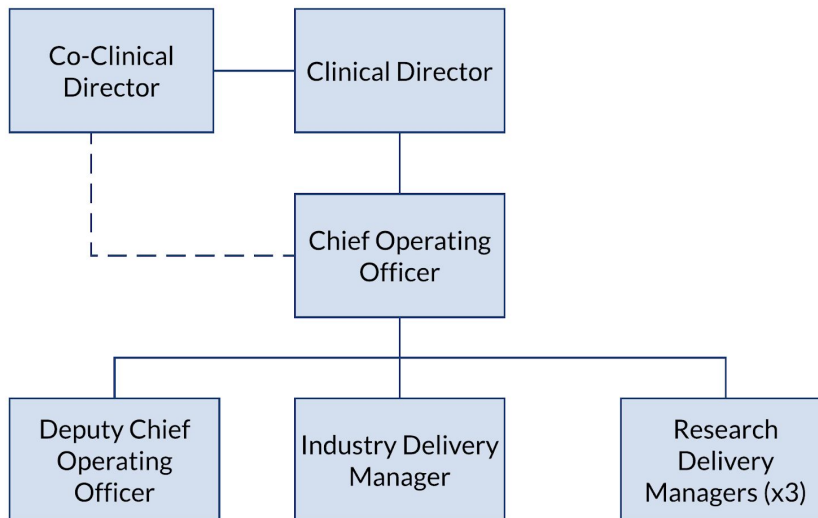 Co-Clinical
Director
Clinical Director
Chief Operating
Officer
Deputy Chief
Operating
Officer
Industry Delivery
Manager
Research
Delivery
Managers (x3)